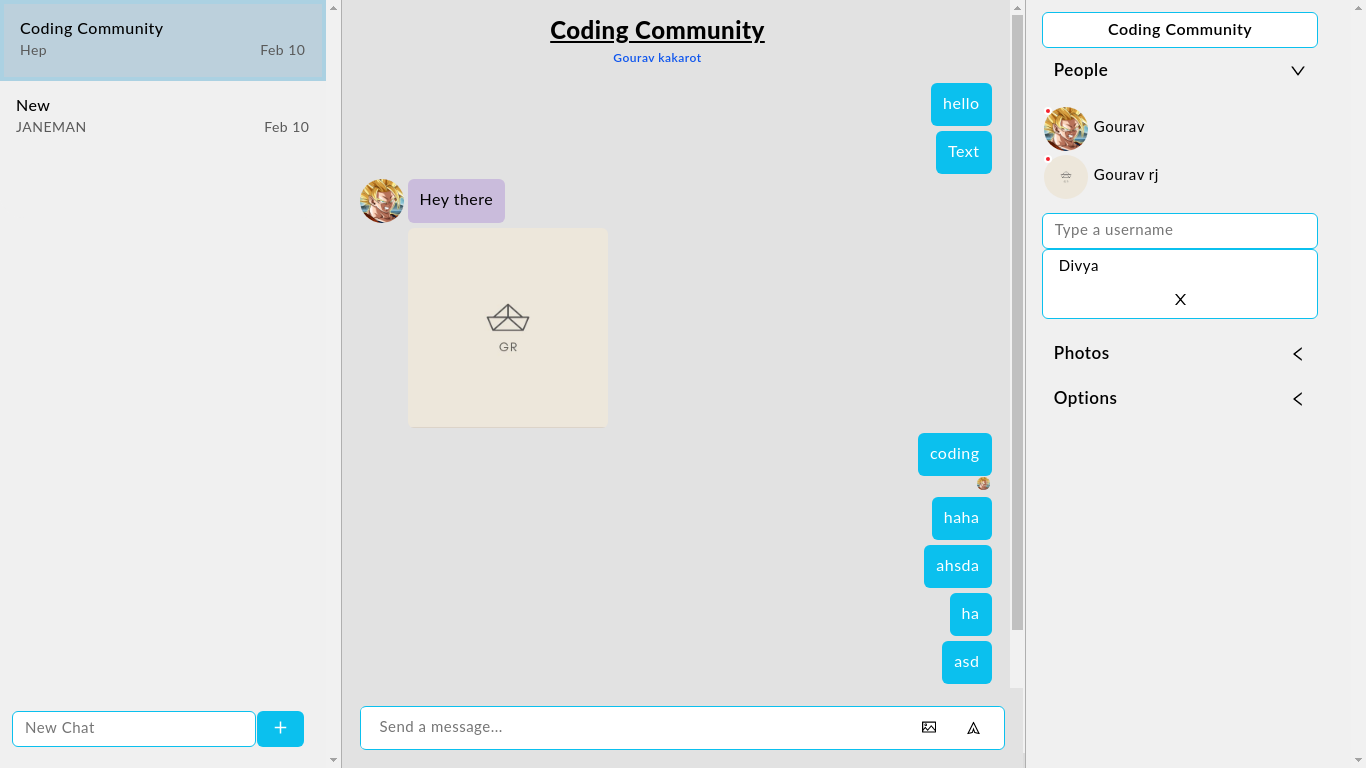 Coding Community
Hep Feb 10
New
JANEMAN Feb 10
New Chat
+
Coding Community
Gourav kakarot
hello
Text
Hey there
GR
coding
haha
ahsda
ha
asd
Send a message...
Coding Community
People
Gourav
Gourav rj
Type a username
Divya
X
Photos
Options